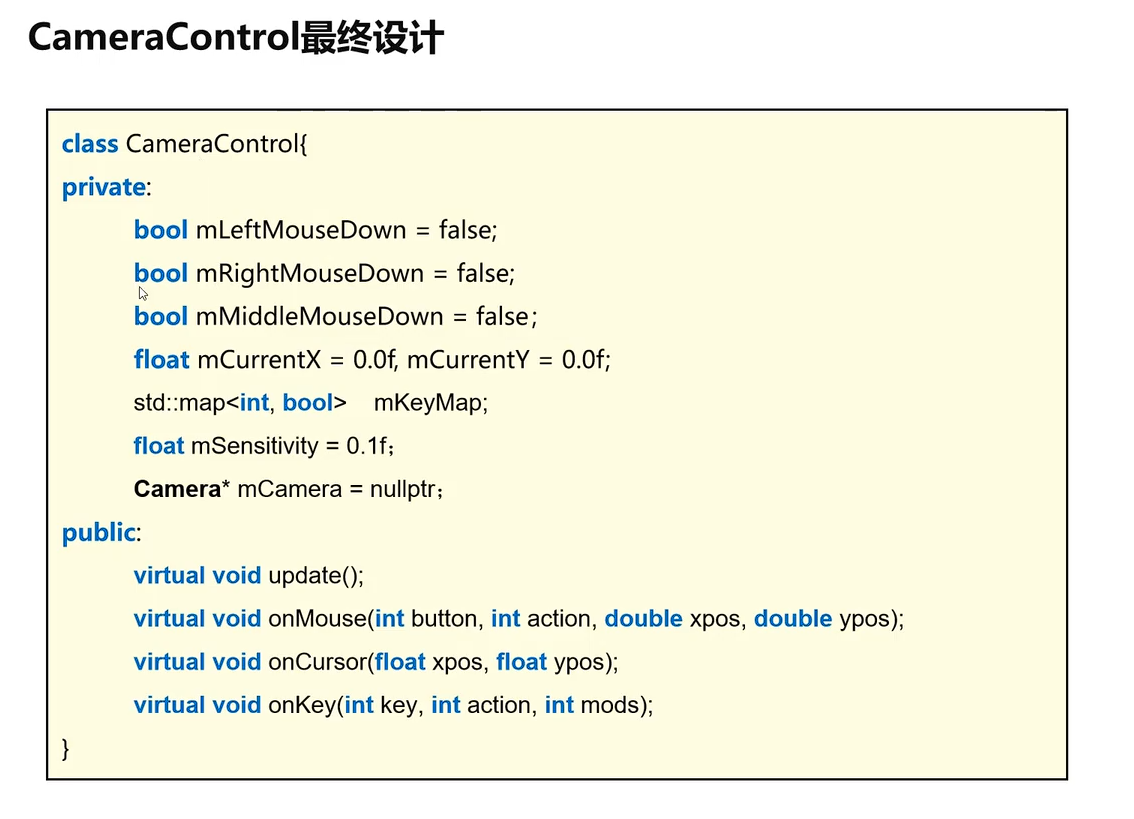 CameraControl最终设计
class CameraControl{
private:
bool mLeftMouseDown = false;
bool mRightMouseDown = false;
bool mMiddleMouseDown = false;
float mCurrentX = 0.0f, mCurrentY = 0.0f;
std::map<int, bool> mKeyMap;
float mSensitivity = 0.1f；
Camera* mCamera = nullptr；
public:
virtual void update();
virtual void onMouse(int button, int action, double xpos, double ypos);
virtual void onCursor(float xpos, float ypos);
virtual void onKey(int key, int action, int mods);
}